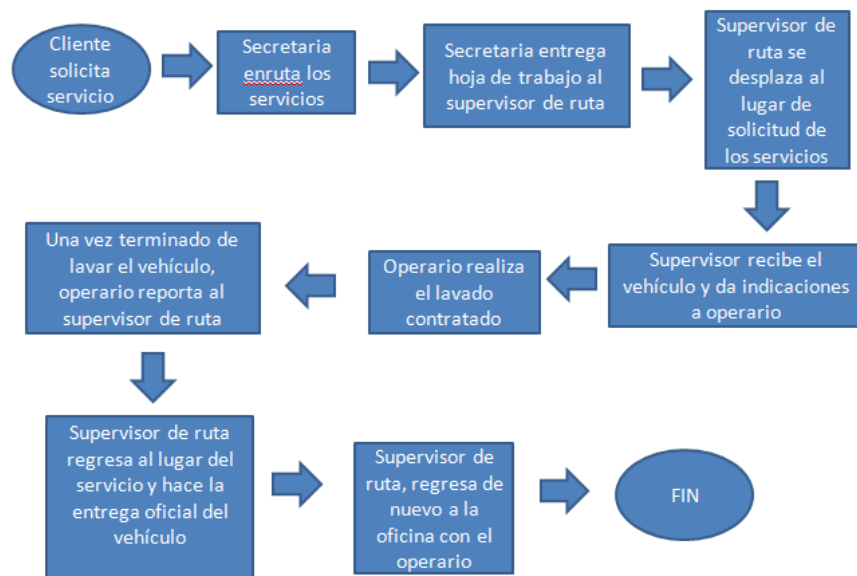 Cliente
solicita
servicio
Secretaria
enruta los
servicios
Secretaria entrega
hoja de trabajo al
supervisor de ruta
Supervisor de
ruta se
desplaza al
lugar de
solicitud de
los servicios
Supervisor recibe el
vehículo y da indicaciones
a operario
Operario realiza
el lavado
contratado
Una vez terminado de
lavar el vehículo,
operario reporta al
supervisor de ruta
Supervisor de ruta
regresa al lugar del
servicio y hace la
entrega oficial del
vehículo
Supervisor de
ruta, regresa de
nuevo a la
oficina con el
operario
FIN